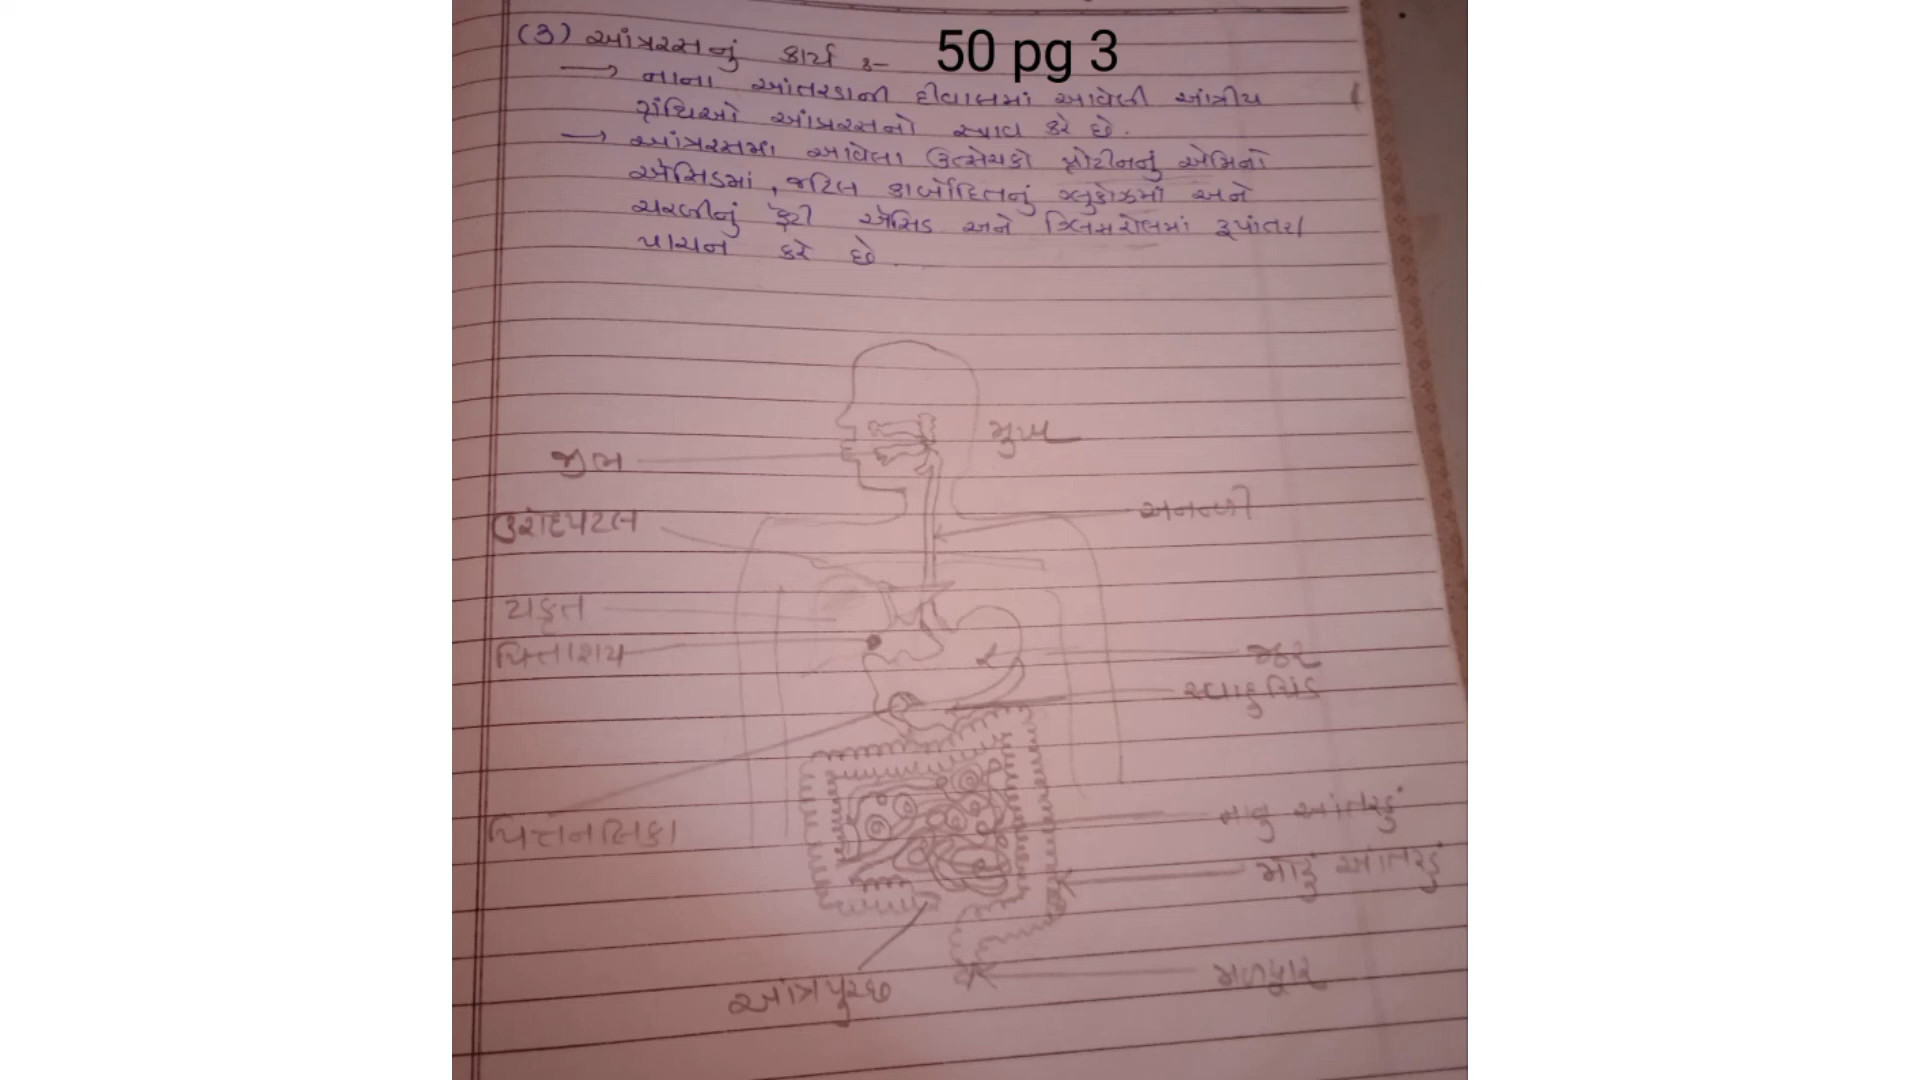 (૩) આંત્રરસનું કાર્ય :-
50 pg 3
→ નાના આંતરડાની દીવાલમાં આવેલી આંત્રીય
ગ્રંથિઓ આંત્રરસનો સ્ત્રાવ કરે છે.
→ આંત્રરસમાં આવેલા ઉત્સેચકો પ્રોટીનનું એમિનો
એસિડમાં, જટિલ કાર્બોદિતનું ગ્લુકોઝમાં અને
ચરબીનું ફેટી એસિડ અને ગ્લિસરોલમાં રૂપાંતર/
પાચન કરે છે.
મુખ
જીભ
અન્નનળી
ઉરોદરપટલ
યકૃત
પિત્તાશય
જઠર
સ્વાદુપિંડ
પિત્તનલિકા
નાનું આંતરડું
મોટું આંતરડું
મળદ્વાર
આંત્રપુચ્છ